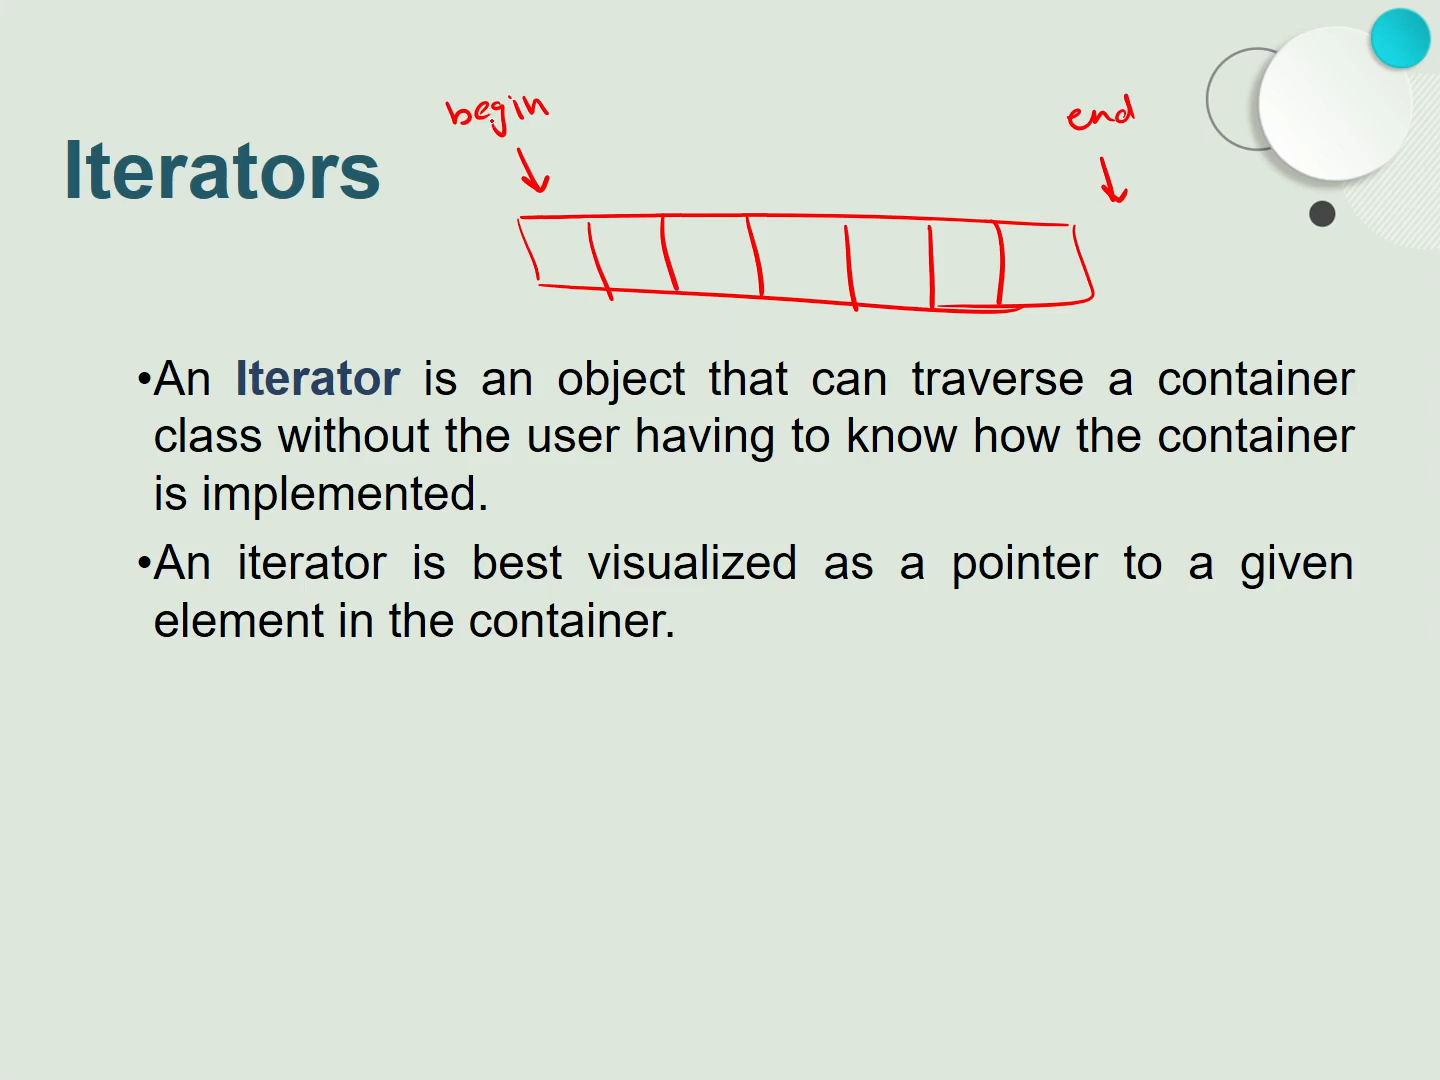 begin
end
Iterators
•An Iterator is an object that can traverse a container
class without the user having to know how the container
is implemented.
•An iterator is best visualized as a pointer to a given
element in the container.